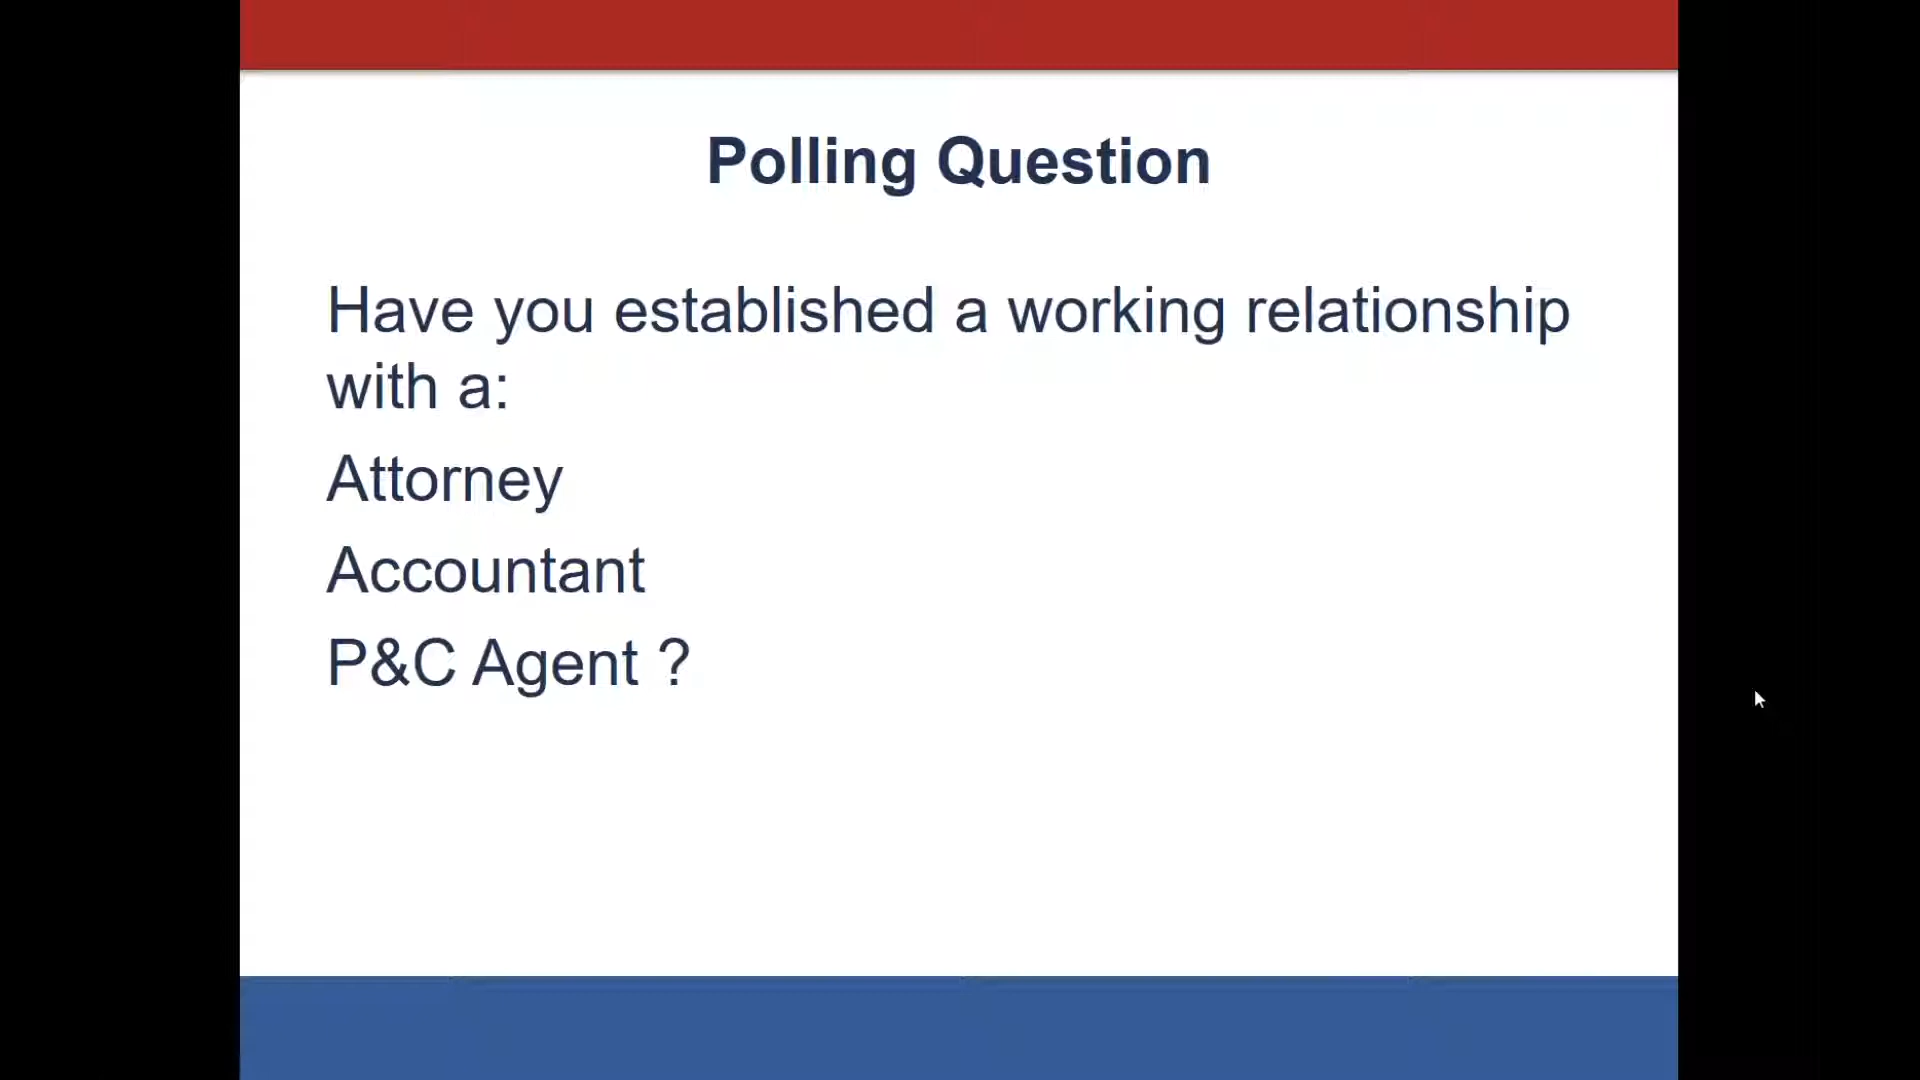 Polling Question
Have you established a working relationship
with a:
Attorney
Accountant
P&C Agent ?